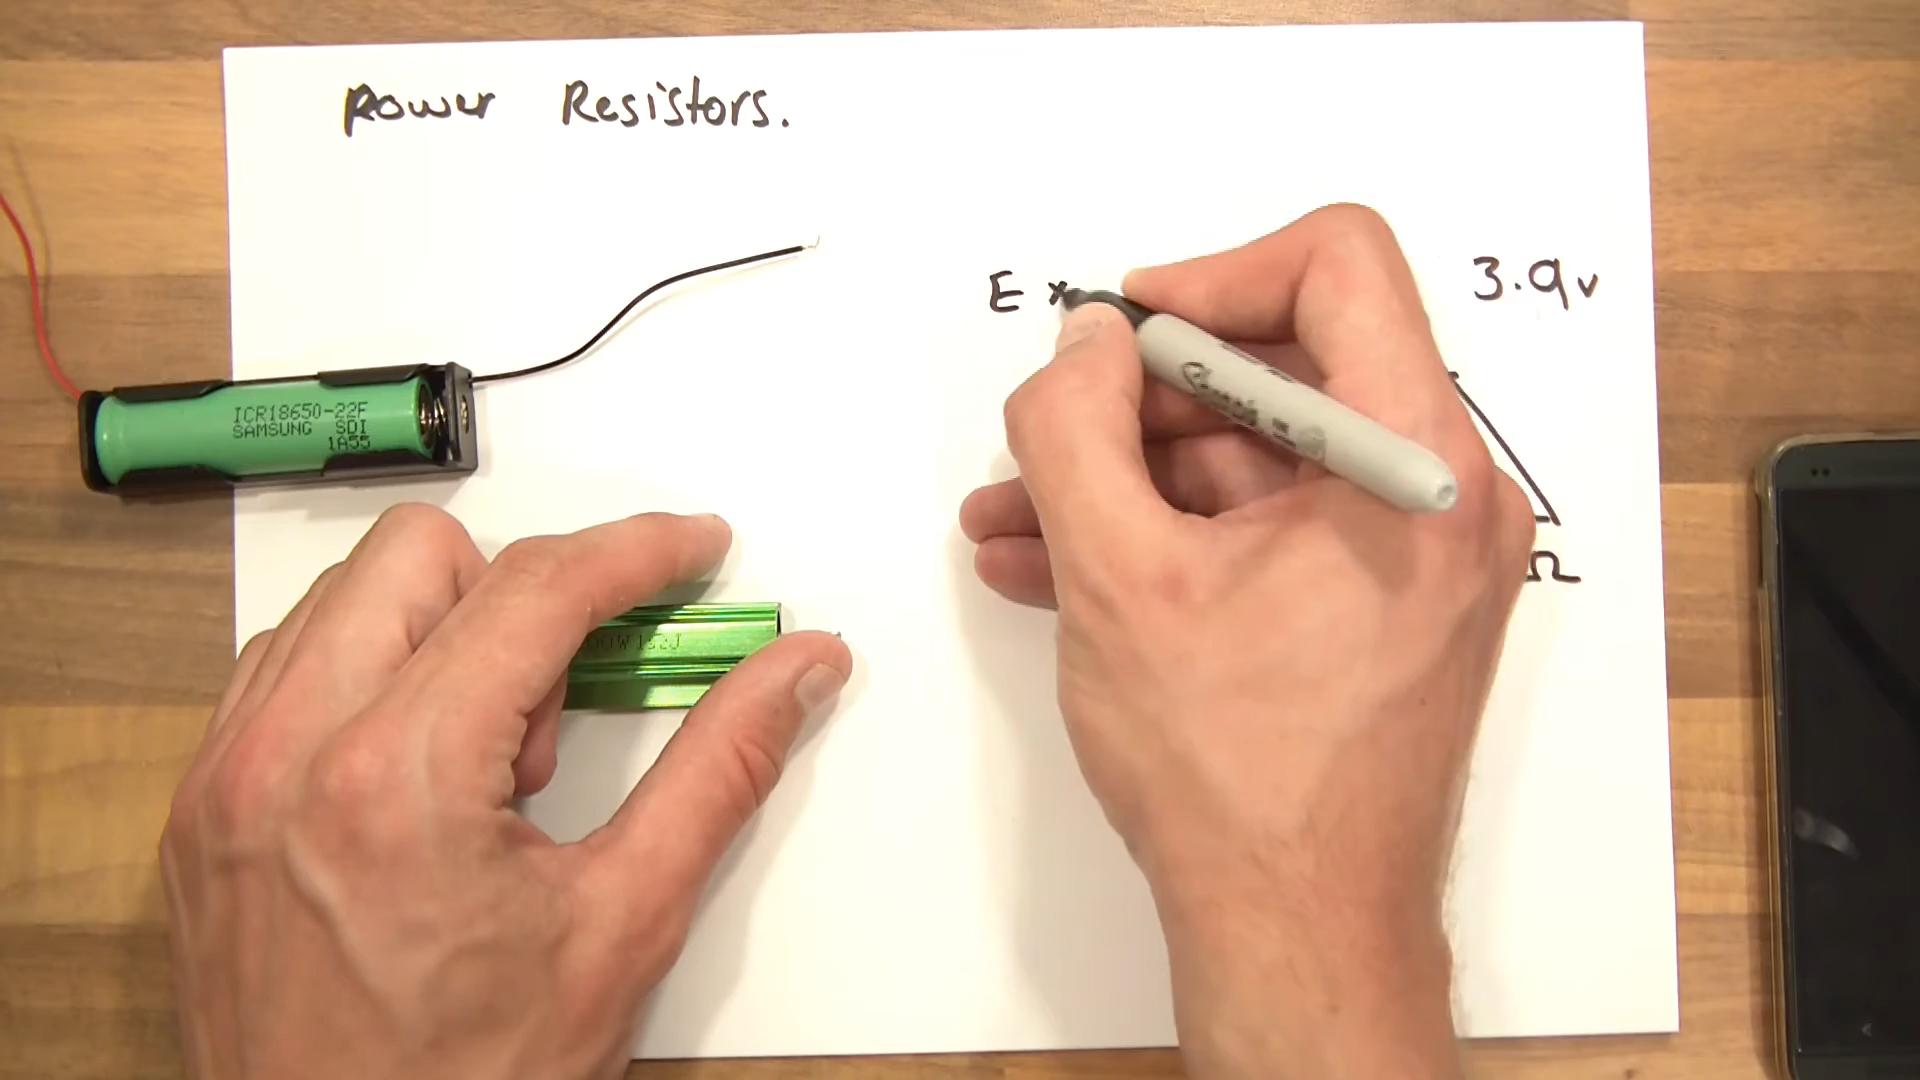 Power Resistors.
E x
3.9v
Ω
ICR18650-22F
SAMSUNG SDI
1A55